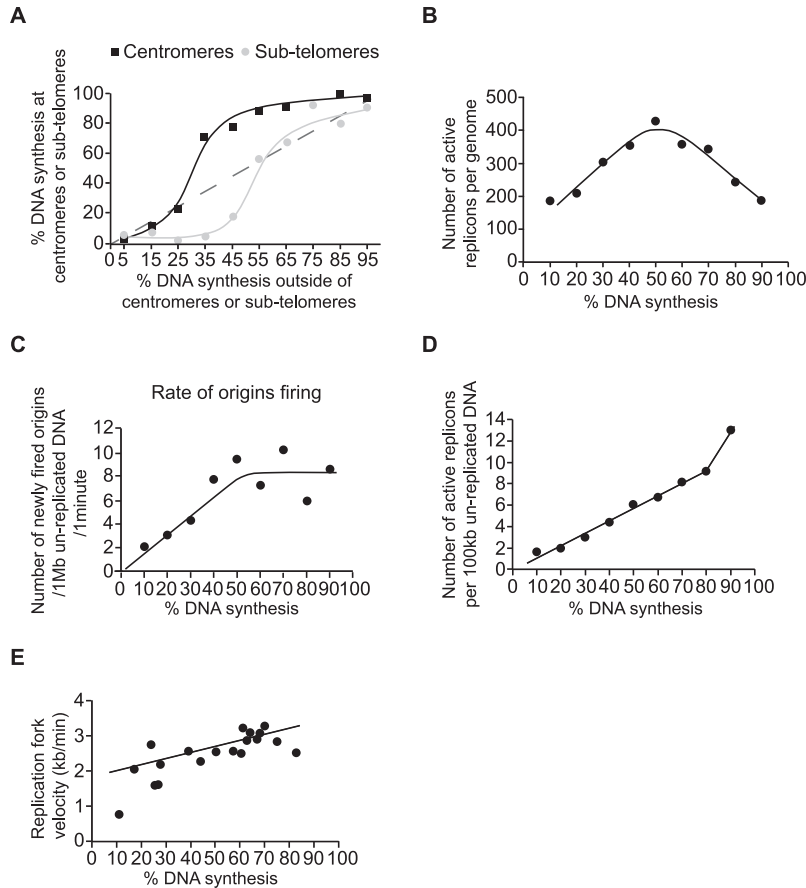 A
Centromeres Sub-telomeres
% DNA synthesis at
centromeres or sub-telomeres
100
80
60
40
20
0
0 5 15 25 35 45 55 65 75 85 95
% DNA synthesis outside of
centromeres or sub-telomeres
B
Number of active
replicons per genome
500
400
300
200
100
0
0 10 20 30 40 50 60 70 80 90 100
% DNA synthesis
C
Rate of origins firing
Number of newly fired origins
/1Mb un-replicated DNA
/1minute
12
10
8
6
4
2
0
0 10 20 30 40 50 60 70 80 90 100
% DNA synthesis
D
Number of active replicons
per 100kb un-replicated DNA
14
12
10
8
6
4
2
0
0 10 20 30 40 50 60 70 80 90 100
% DNA synthesis
E
Replication fork
velocity (kb/min)
4
3
2
1
0
0 10 20 30 40 50 60 70 80 90 100
% DNA synthesis